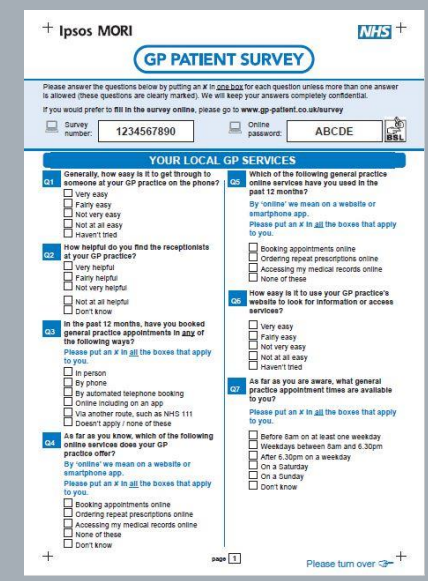 Ipsos MORI
NHS
GP PATIENT SURVEY
Please answer the questions below by putting an x in one box for each question unless more than one answer
is allowed (these questions are clearly marked). We will keep your answers completely confidential.
If you would prefer to fill in the survey online, please go to www.gp-patient.co.uk/survey
Survey
number:
1234567890
Online
password:
ABCDE
BSL
YOUR LOCAL GP SERVICES
Q1
Generally, how easy is it to get through to
someone at your GP practice on the phone?
Very easy
Fairly easy
Not very easy
Not at all easy
Haven't tried
Q2
How helpful do you find the receptionists
at your GP practice?
Very helpful
Fairly helpful
Not very helpful
Not at all helpful
Don't know
Q3
In the past 12 months, have you booked
general practice appointments in any of
the following ways?
Please put an x in all the boxes that apply
to you.
In person
By phone
By automated telephone booking
Online including on an app
Via another route, such as NHS 111
Doesn't apply / none of these
Q4
As far as you know, which of the following
online services does your GP
practice offer?
By 'online' we mean on a website or
smartphone app.
Please put an x in all the boxes that apply
to you.
Booking appointments online
Ordering repeat prescriptions online
Accessing my medical records online
None of these
Don't know
Q5
Which of the following general practice
online services have you used in the
past 12 months?
By 'online' we mean on a website or
smartphone app.
Please put an x in all the boxes that apply
to you.
Booking appointments online
Ordering repeat prescriptions online
Accessing my medical records online
None of these
Q6
How easy is it to use your GP practice's
website to look for information or access
services?
Very easy
Fairly easy
Not very easy
Not at all easy
Haven't tried
Q7
As far as you are aware, what general
practice appointment times are available
to you?
Please put an x in all the boxes that apply
to you.
Before 8am on at least one weekday
Weekdays between 8am and 6.30pm
After 6.30pm on a weekday
On a Saturday
On a Sunday
Don't know
page 1
Please turn over